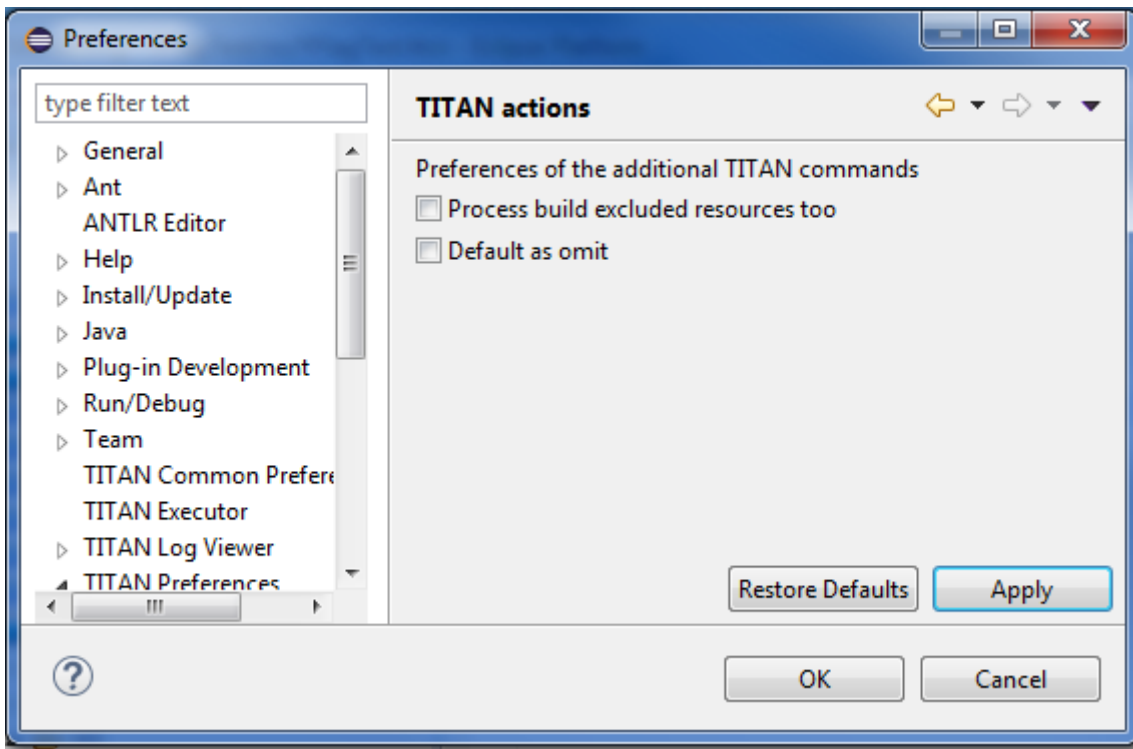 Preferences
type filter text
General
Ant
ANTLR Editor
Help
Install/Update
Java
Plug-in Development
Run/Debug
Team
TITAN Common Prefere
TITAN Executor
TITAN Log Viewer
TITAN Preferences
TITAN actions
Preferences of the additional TITAN commands
Process build excluded resources too
Default as omit
Restore Defaults
Apply
OK
Cancel